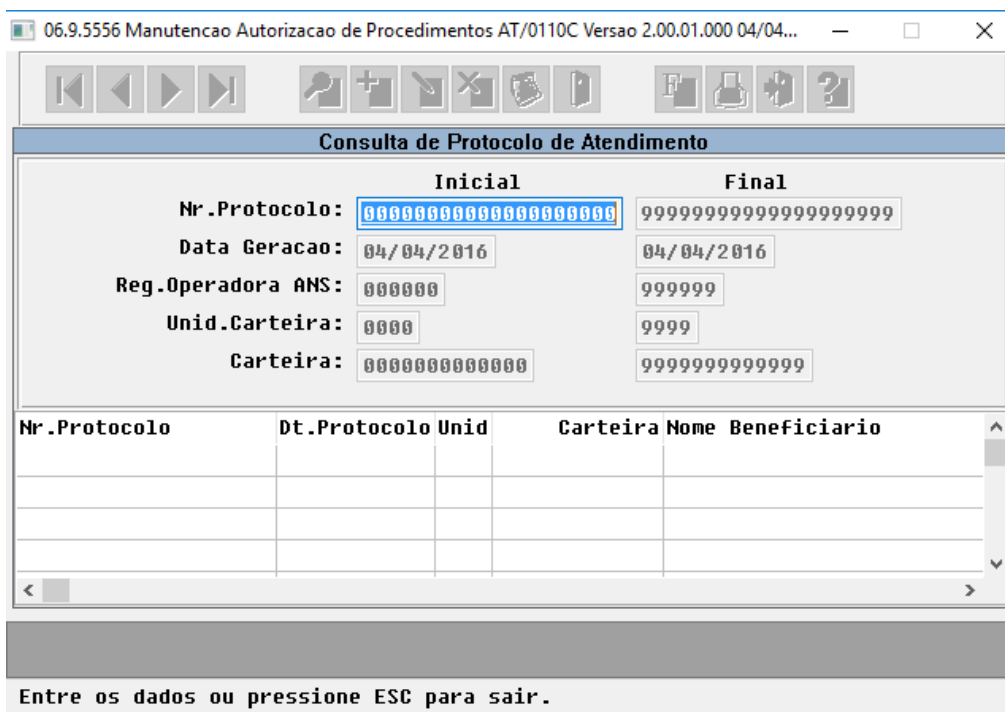 06.9.5556 Manutencao Autorizacao de Procedimentos AT/0110C Versao 2.00.01.000 04/04...
F ?
Consulta de Protocolo de Atendimento
Inicial Final
Nr.Protocolo: 00000000000000000000 99999999999999999999
Data Geracao: 04/04/2016 04/04/2016
Reg.Operadora ANS: 000000 999999
Unid.Carteira: 0000 9999
Carteira: 0000000000000 9999999999999
Nr.Protocolo Dt.Protocolo Unid Carteira Nome Beneficiario
Entre os dados ou pressione ESC para sair.